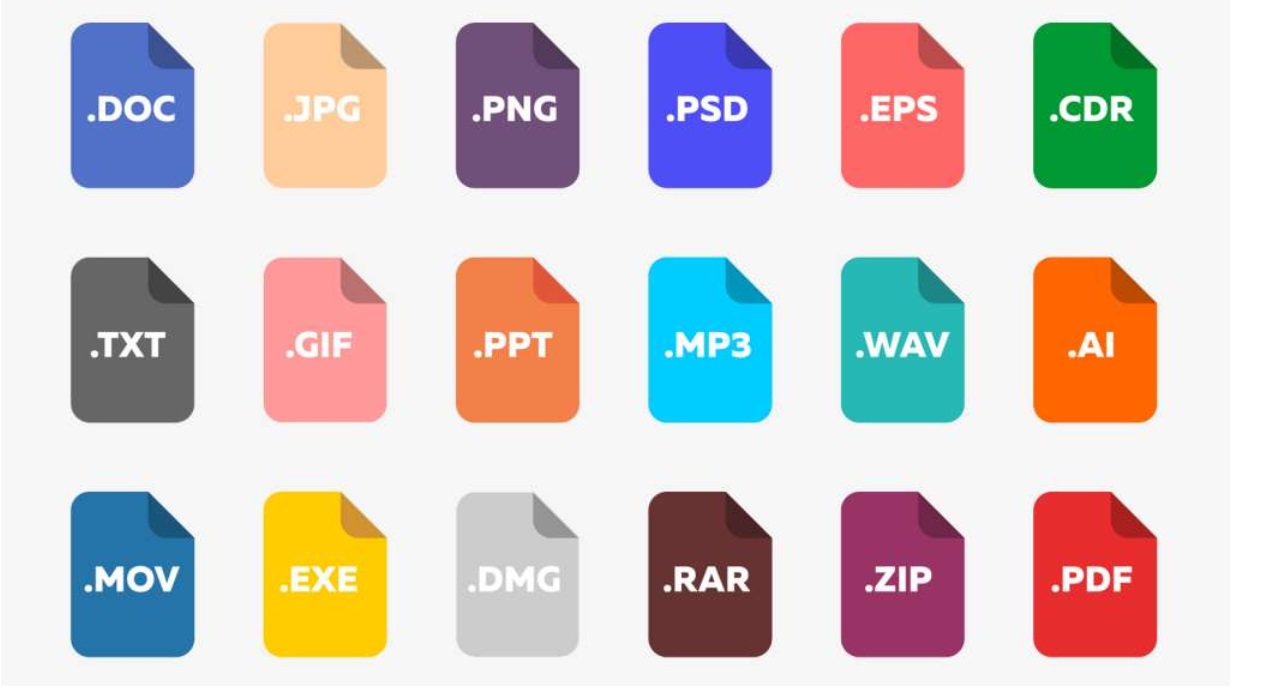 .DOC .JPG .PNG .PSD .EPS .CDR
.TXT .GIF .PPT .MP3 .WAV .AI
.MOV .EXE .DMG .RAR .ZIP .PDF